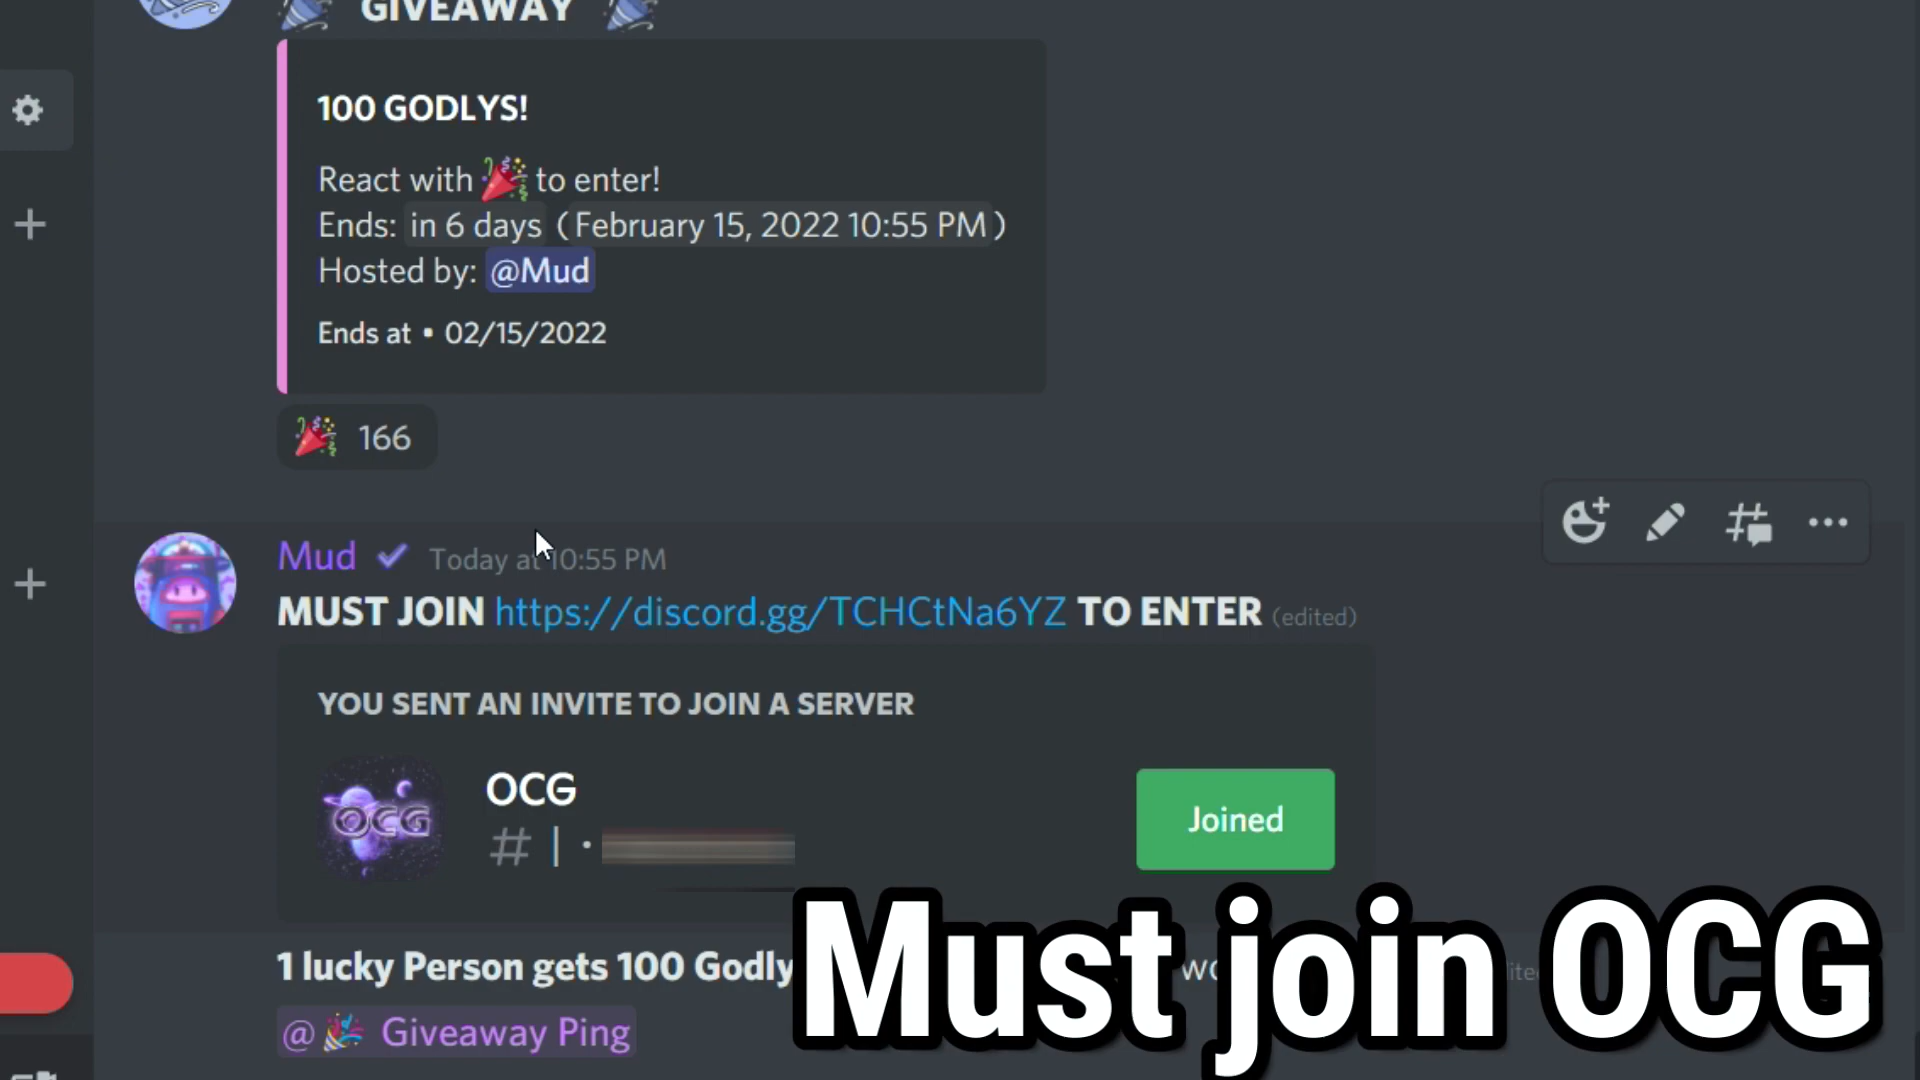 GIVEAWAY
100 GODLYS!
React with 🎉 to enter!
Ends: in 6 days (February 15, 2022 10:55 PM)
Hosted by: @Mud
Ends at • 02/15/2022
🎉 166
Mud Today at 10:55 PM
MUST JOIN https://discord.gg/TCHCtNa6YZ TO ENTER (edited)
YOU SENT AN INVITE TO JOIN A SERVER
OCG
OCG
# | •
Joined
1 lucky Person gets 100 Godly
@🎉 Giveaway Ping
Must join OCG